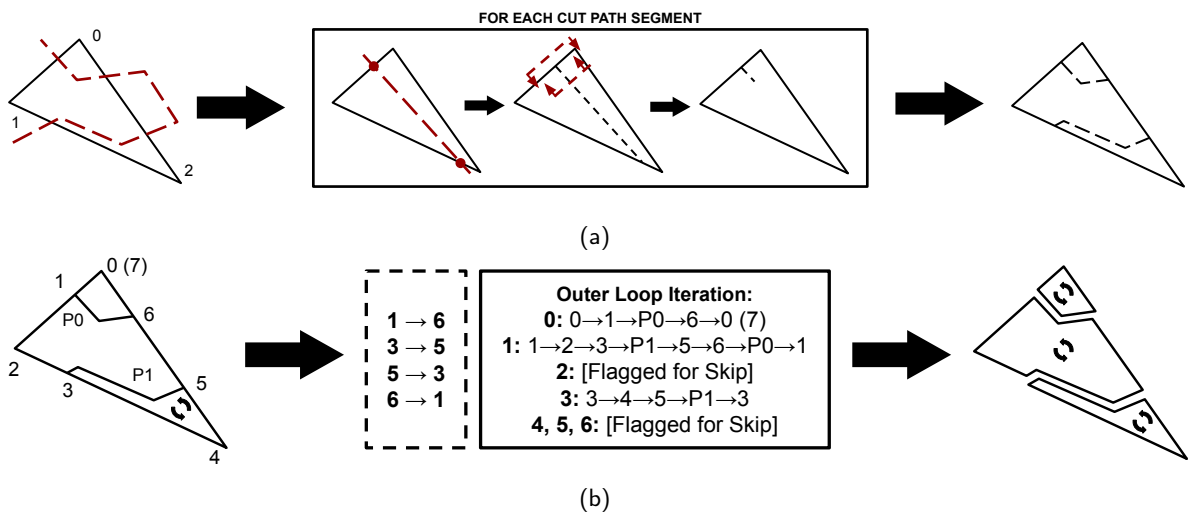 FOR EACH CUT PATH SEGMENT
0
1
2
(a)
0 (7)
1
P0
6
2
3
P1
5
4
1 → 6
3 → 5
5 → 3
6 → 1
Outer Loop Iteration:
0: 0→1→P0→6→0 (7)
1: 1→2→3→P1→5→6→P0→1
2: [Flagged for Skip]
3: 3→4→5→P1→3
4, 5, 6: [Flagged for Skip]
(b)